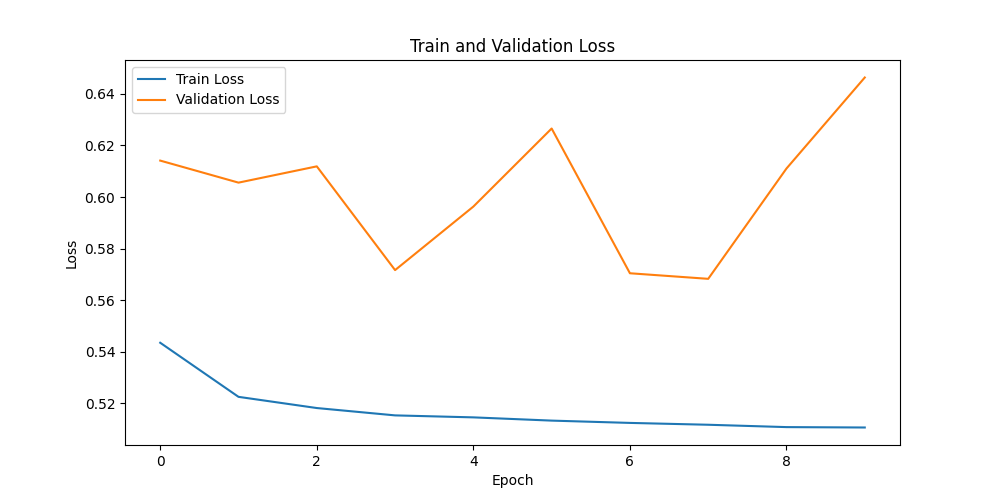 Train and Validation Loss
Train Loss
Validation Loss
0.64
0.62
0.60
0.58
0.56
0.54
0.52
Loss
0 2 4 6 8
Epoch